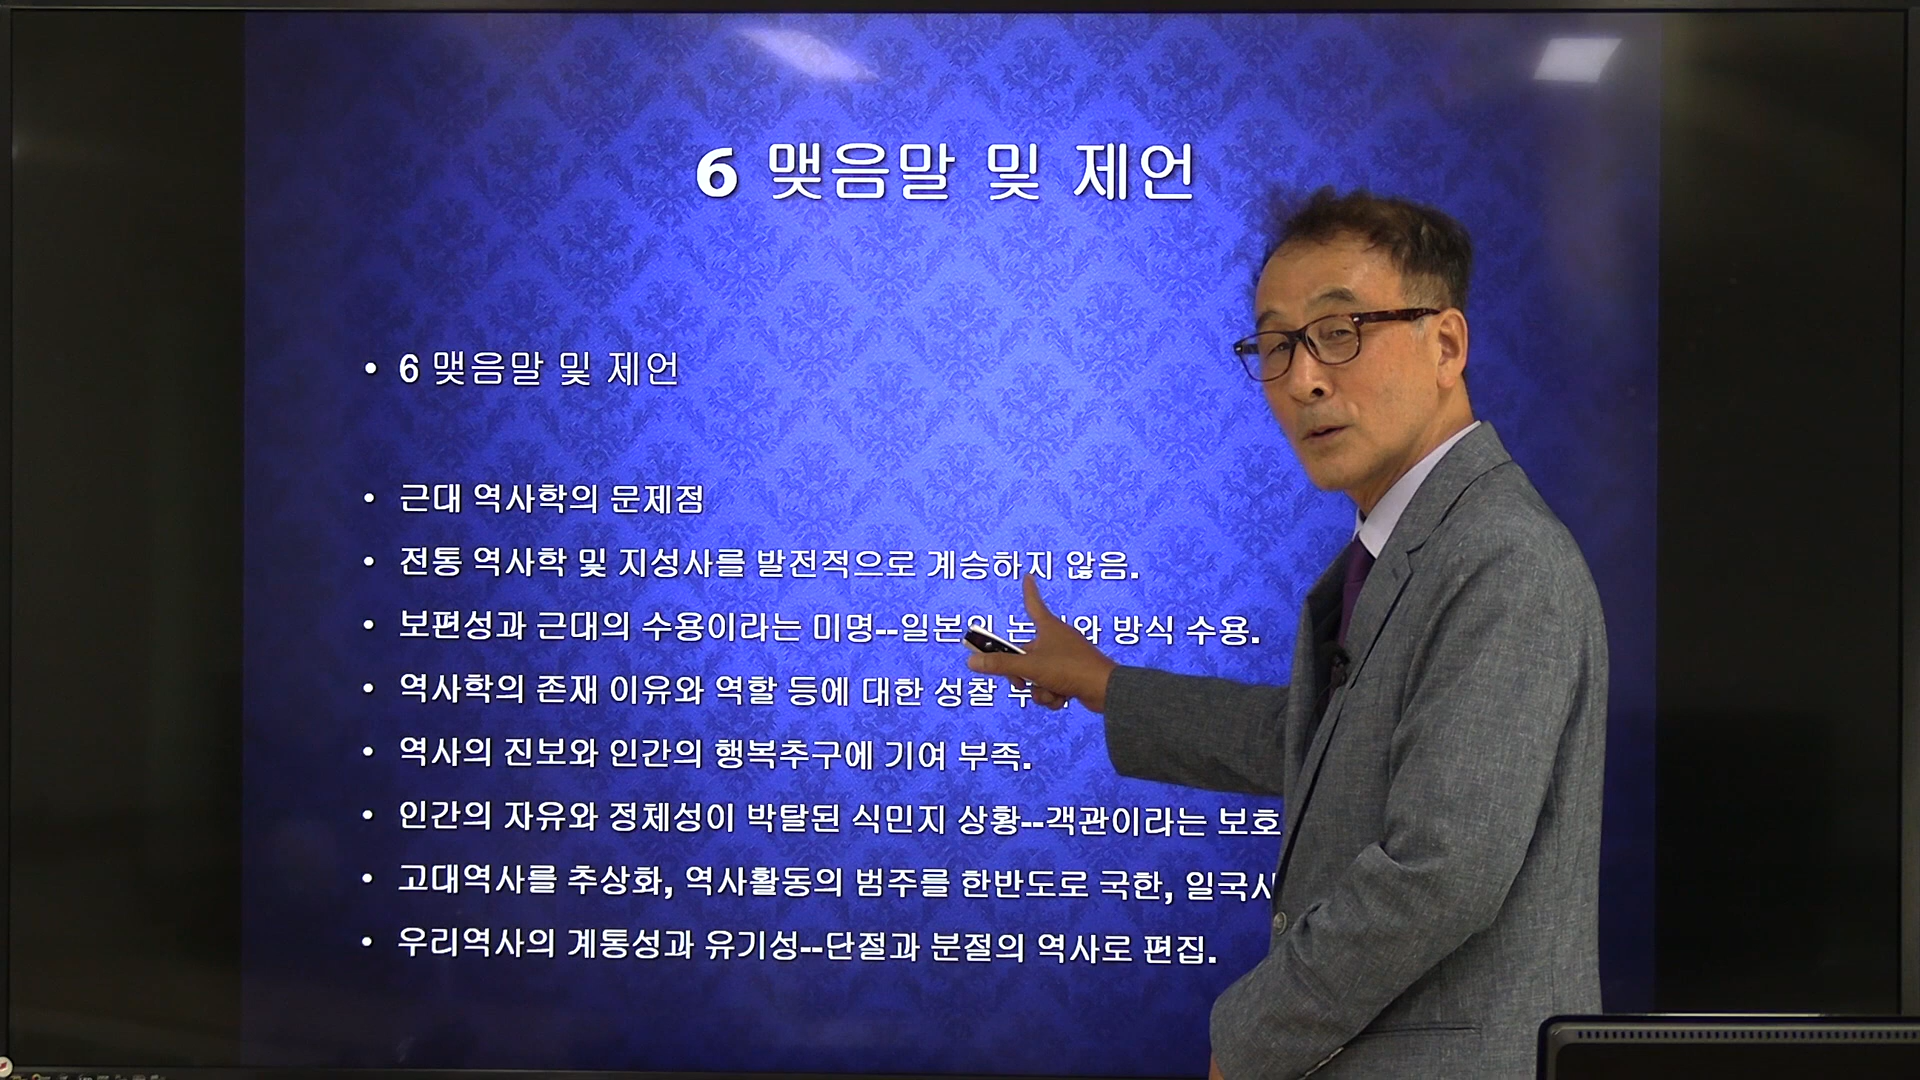 6 맺음말 및 제언
• 6 맺음말 및 제언
• 근대 역사학의 문제점
• 전통 역사학 및 지성사를 발전적으로 계승하지 않음.
• 보편성과 근대의 수용이라는 미명--일본의 방식 수용.
• 역사학의 존재 이유와 역할 등에 대한 성찰
• 역사의 진보와 인간의 행복추구에 기여 부족.
• 인간의 자유와 정체성이 박탈된 식민지 상황--객관이라는 보호
• 고대역사를 추상화, 역사활동의 범주를 한반도로 국한, 일국사
• 우리역사의 계통성과 유기성--단절과 분절의 역사로 편집.